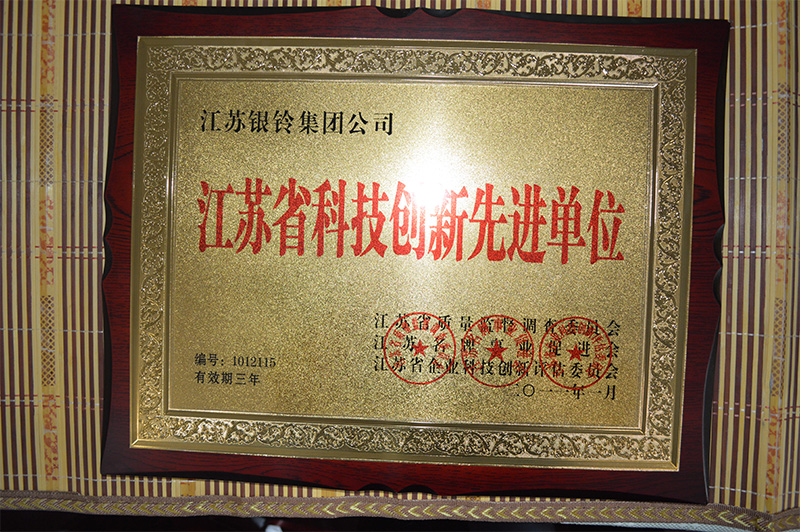 江苏银铃集团公司
江苏省科技创新先进单位
江苏省质量监督调查委员会
江苏名牌事业促进会
江苏省企业科技创新评估委员会
编号：1012115
有效期三年
二〇一一年一月